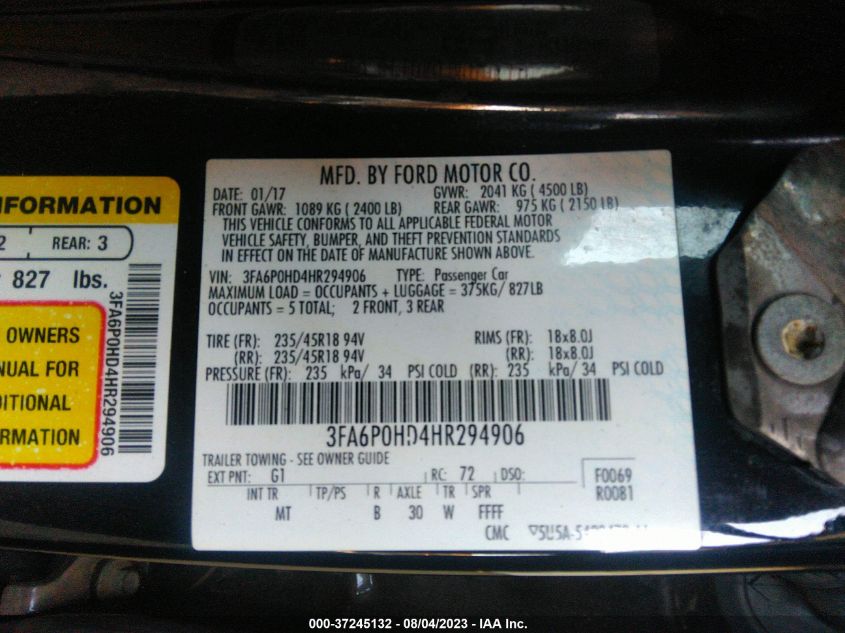 NFORMATION
2 REAR: 3
827 lbs.
OWNERS
NUAL FOR
DITIONAL
ORMATION
3FA6P0HD4HR294906
MFD. BY FORD MOTOR CO.
DATE: 01/17 GVWR: 2041 KG ( 4500 LB)
FRONT GAWR: 1089 KG ( 2400 LB) REAR GAWR: 975 KG ( 2150 LB)
THIS VEHICLE CONFORMS TO ALL APPLICABLE FEDERAL MOTOR
VEHICLE SAFETY, BUMPER, AND THEFT PREVENTION STANDARDS
IN EFFECT ON THE DATE OF MANUFACTURE SHOWN ABOVE.
VIN: 3FA6P0HD4HR294906 TYPE: Passenger Car
MAXIMUM LOAD = OCCUPANTS + LUGGAGE = 375KG/ 827LB
OCCUPANTS = 5 TOTAL; 2 FRONT, 3 REAR
TIRE (FR): 235/45R18 94V RIMS (FR): 18x8.0J
(RR): 235/45R18 94V (RR): 18x8.0J
PRESSURE (FR): 235 kPa/ 34 PSI COLD (RR): 235 kPa/ 34 PSI COLD
3FA6P0HD4HR294906
TRAILER TOWING - SEE OWNER GUIDE
EXT PNT: G1 RC: 72 DSO: F0069
INT TR TP/PS R AXLE TR SPR R0081
MT B 30 W FFFF
CMC
000-37245132 - 08/04/2023 - IAA Inc.